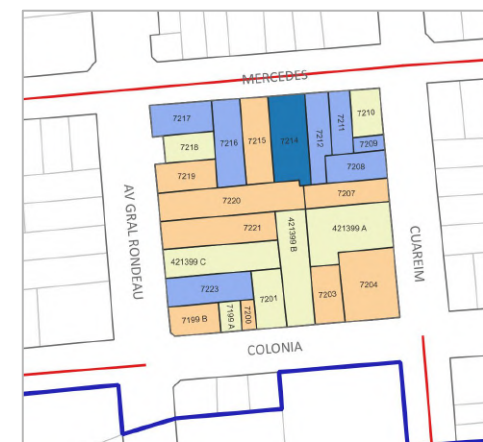 MERCEDES
7217
7216
7215
7214
7212
7211
7210
7218
7209
7208
7219
7220
7207
AV GRAL RONDEAU
7221
421399 B
421399 A
CUAREIM
421399 C
7223
7201
7203
7204
7199 B
7199 A
7200
COLONIA